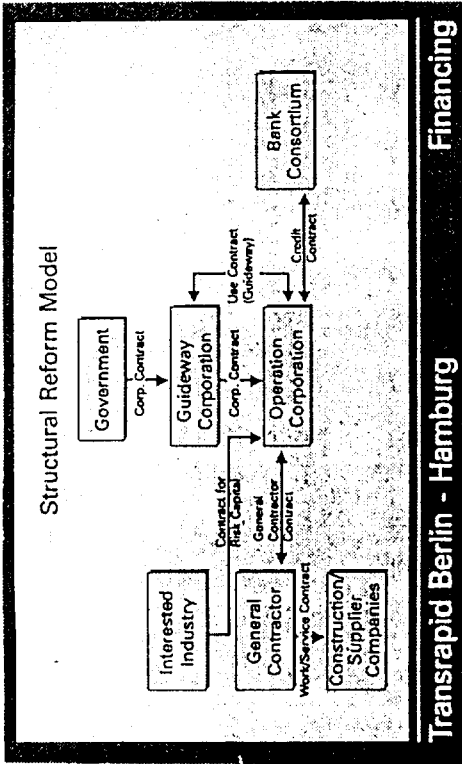 Structural Reform Model
Government
Corp. Contract
Interested
Industry
Contract for
Risk Capital
Guideway
Corporation
Use Contract
(Guideway)
Corp. Contract
General
Contractor
General
Contractor
Contract
Operation
Corporation
Credit
Contract
Bank
Consortium
Work/Service Contract
Construction/
Supplier
Companies
Transrapid Berlin - Hamburg
Financing